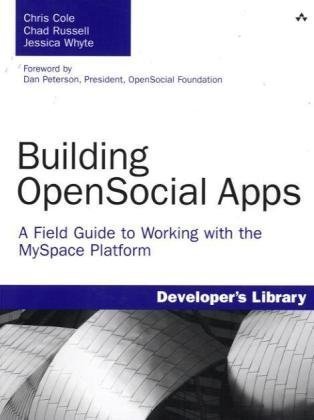 Chris Cole
Chad Russell
Jessica Whyte
Foreword by
Dan Peterson, President, OpenSocial Foundation
Building
OpenSocial Apps
A Field Guide to Working with the
MySpace Platform
Developer's Library